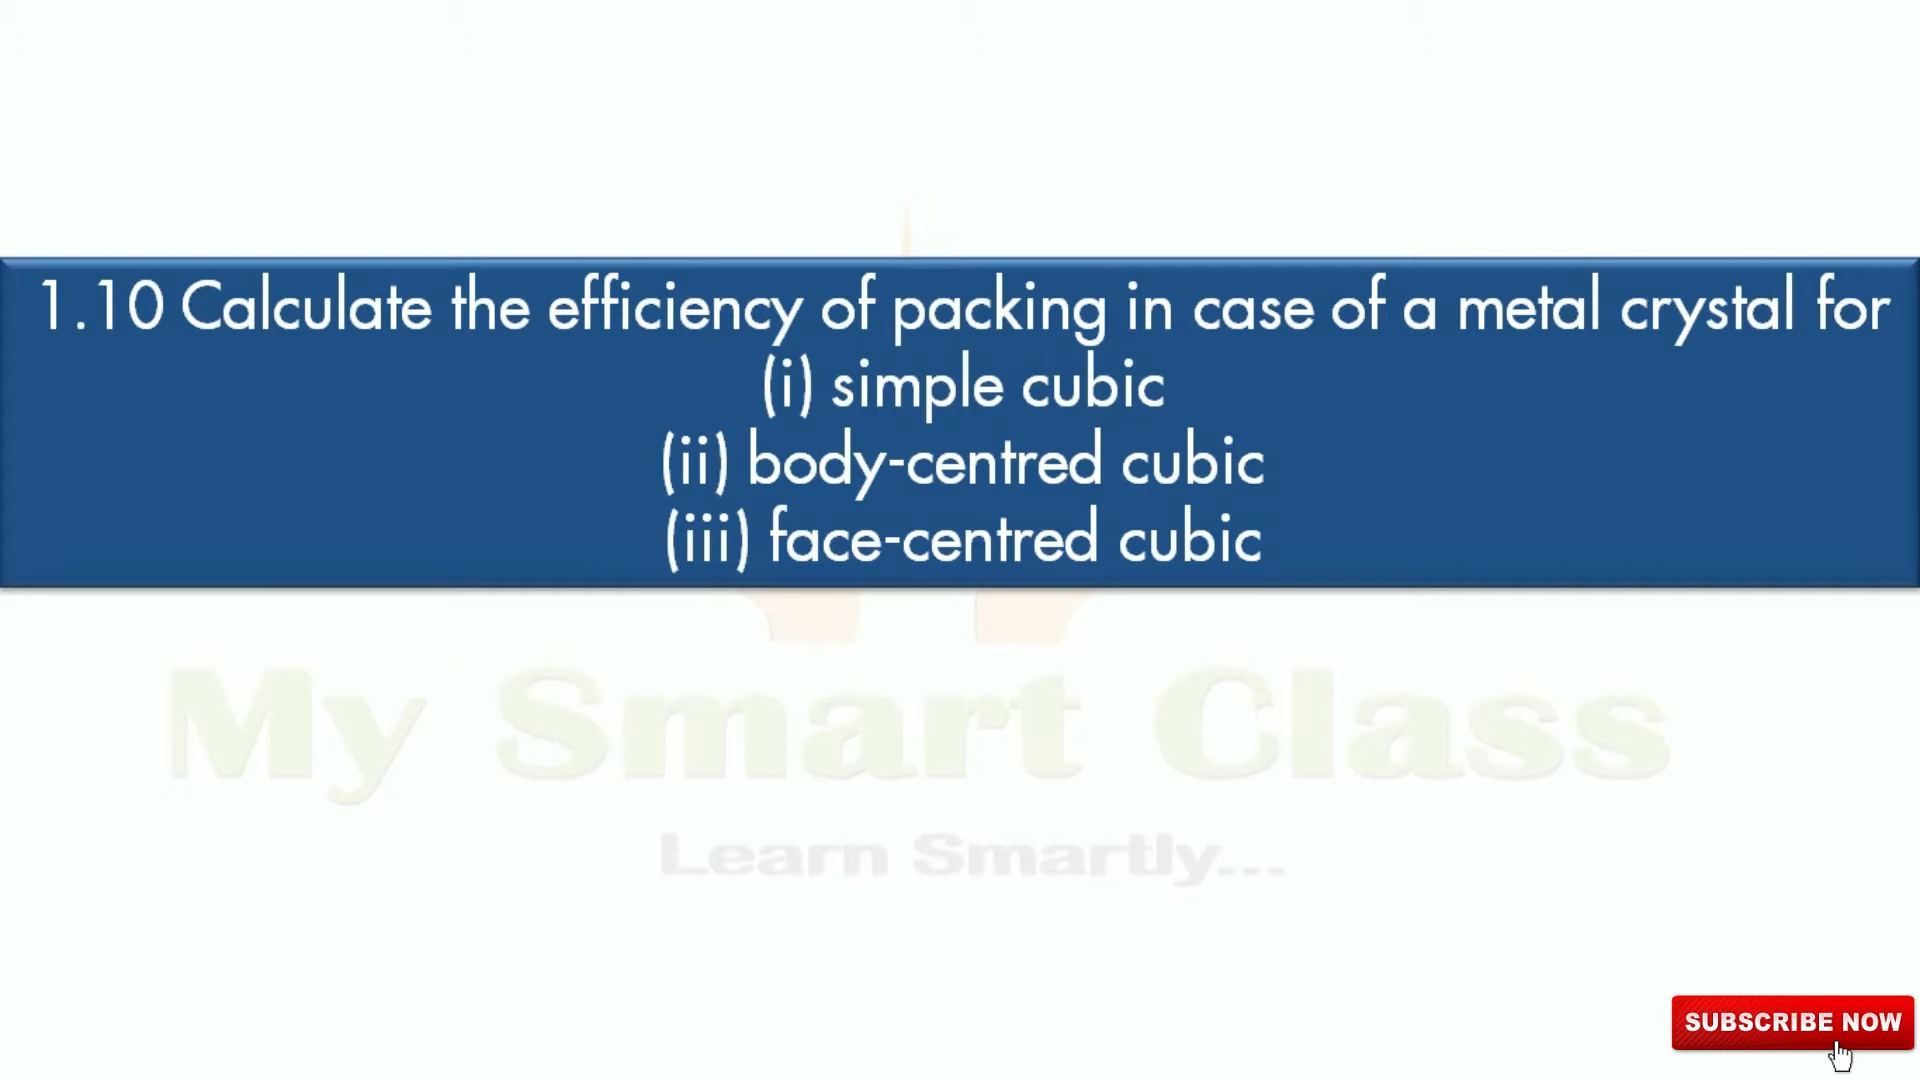 1.10 Calculate the efficiency of packing in case of a metal crystal for
(i) simple cubic
(ii) body-centred cubic
(iii) face-centred cubic
My Smart Class
Learn Smartly...
SUBSCRIBE NOW